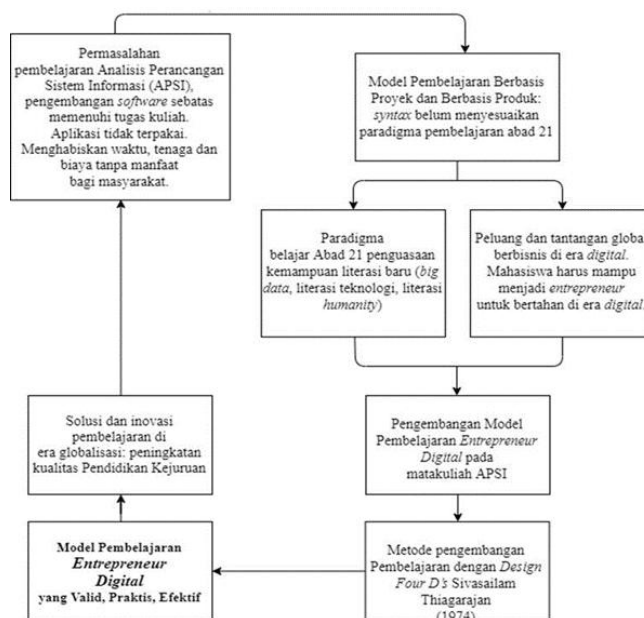 Permasalahan
pembelajaran Analisis Perancangan
Sistem Informasi (APSI),
pengembangan software sebatas
memenuhi tugas kuliah.
Aplikasi tidak terpakai.
Menghabiskan waktu, tenaga dan
biaya tanpa manfaat
bagi masyarakat.
Model Pembelajaran Berbasis
Proyek dan Berbasis Produk:
syntax belum menyesuaikan
paradigma pembelajaran abad 21
Paradigma
belajar Abad 21 penguasaan
kemampuan literasi baru (big
data, literasi teknologi, literasi
humanity)
Peluang dan tantangan global
berbisnis di era digital.
Mahasiswa harus mampu
menjadi entrepreneur
untuk bertahan di era digital.
Solusi dan inovasi
pembelajaran di
era globalisasi: peningkatan
kualitas Pendidikan Kejuruan
Pengembangan Model
Pembelajaran Entrepreneur
Digital pada
matakuliah APSI
Model Pembelajaran
Entrepreneur
Digital
yang Valid, Praktis, Efektif
Metode pengembangan
Pembelajaran dengan Design
Four D's Sivasailam
Thiagarajan
(1974)